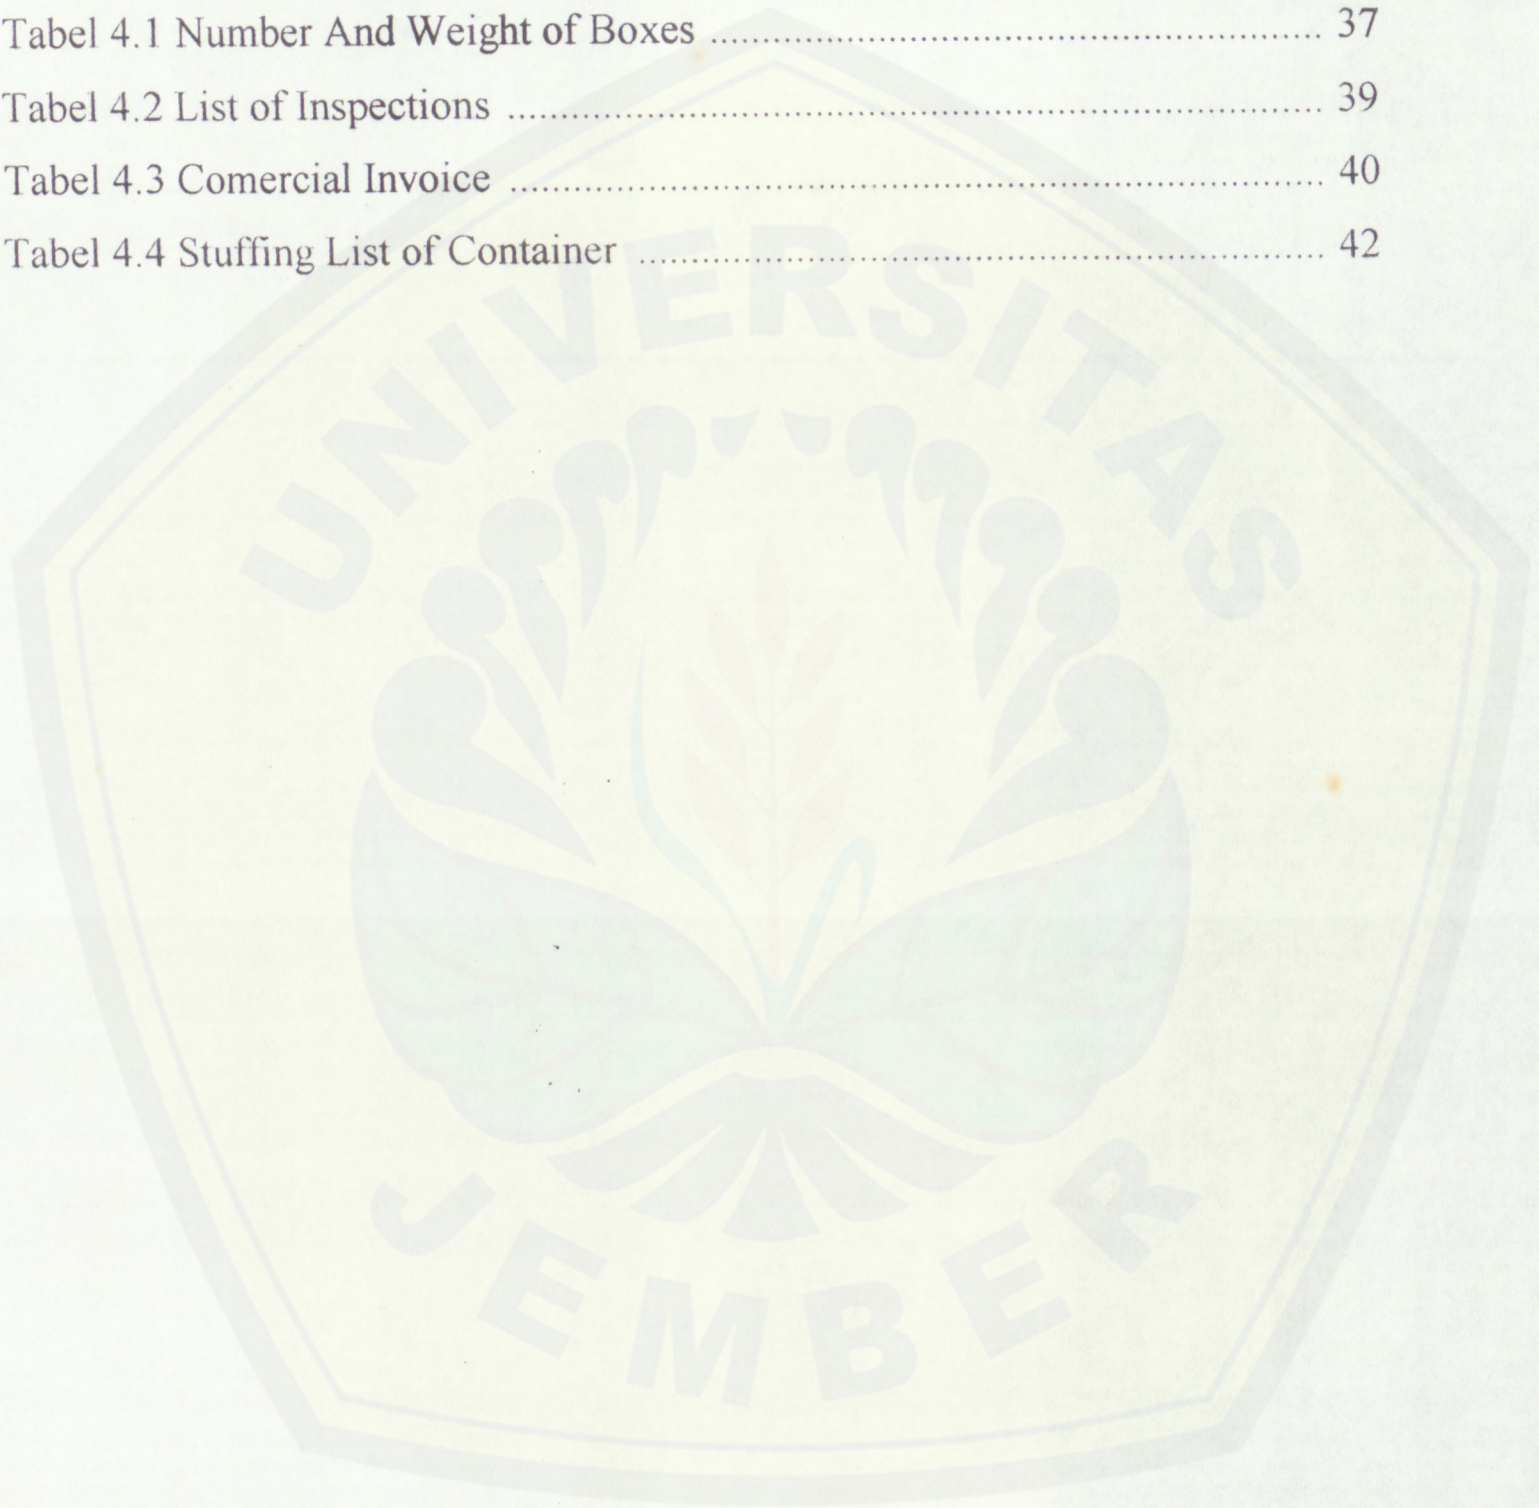 Tabel 4.1 Number And Weight of Boxes ........................................................ 37
Tabel 4.2 List of Inspections ........................................................................... 39
Tabel 4.3 Comercial Invoice ........................................................................... 40
Tabel 4.4 Stuffing List of Container ............................................................... 42
UNIVERSITAS
JEMBER